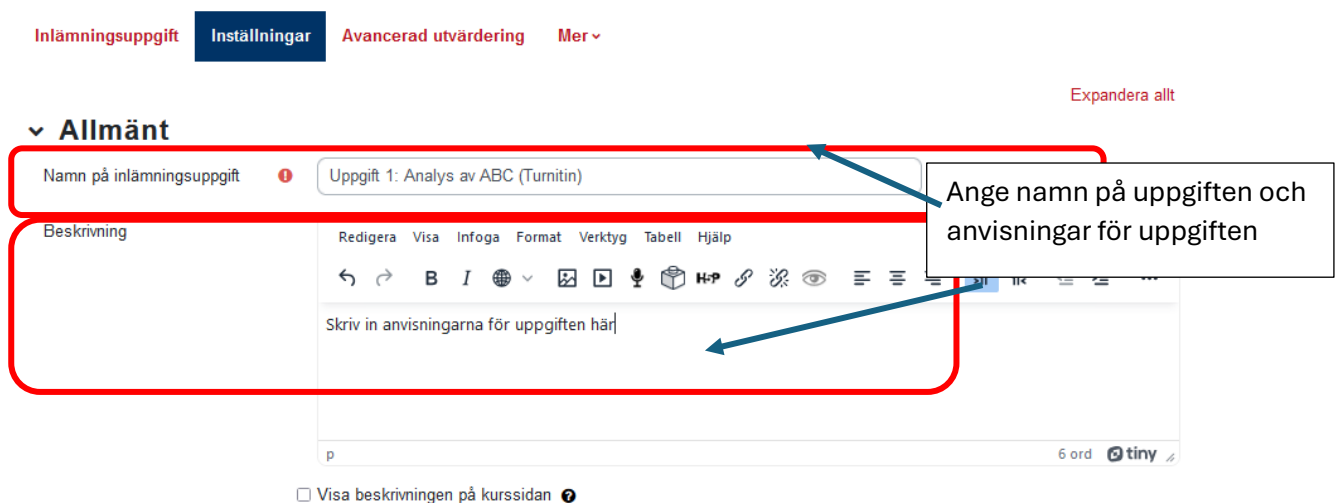 Inlämningsuppgift Inställningar Avancerad utvärdering Mer
Expandera allt
Allmänt
Namn på inlämningsuppgift Uppgift 1: Analys av ABC (Turnitin)
Ange namn på uppgiften och
anvisningar för uppgiften
Beskrivning
Redigera Visa Infoga Format Verktyg Tabell Hjälp
B I H-P
Skriv in anvisningarna för uppgiften här
p 6 ord tiny
Visa beskrivningen på kurssidan